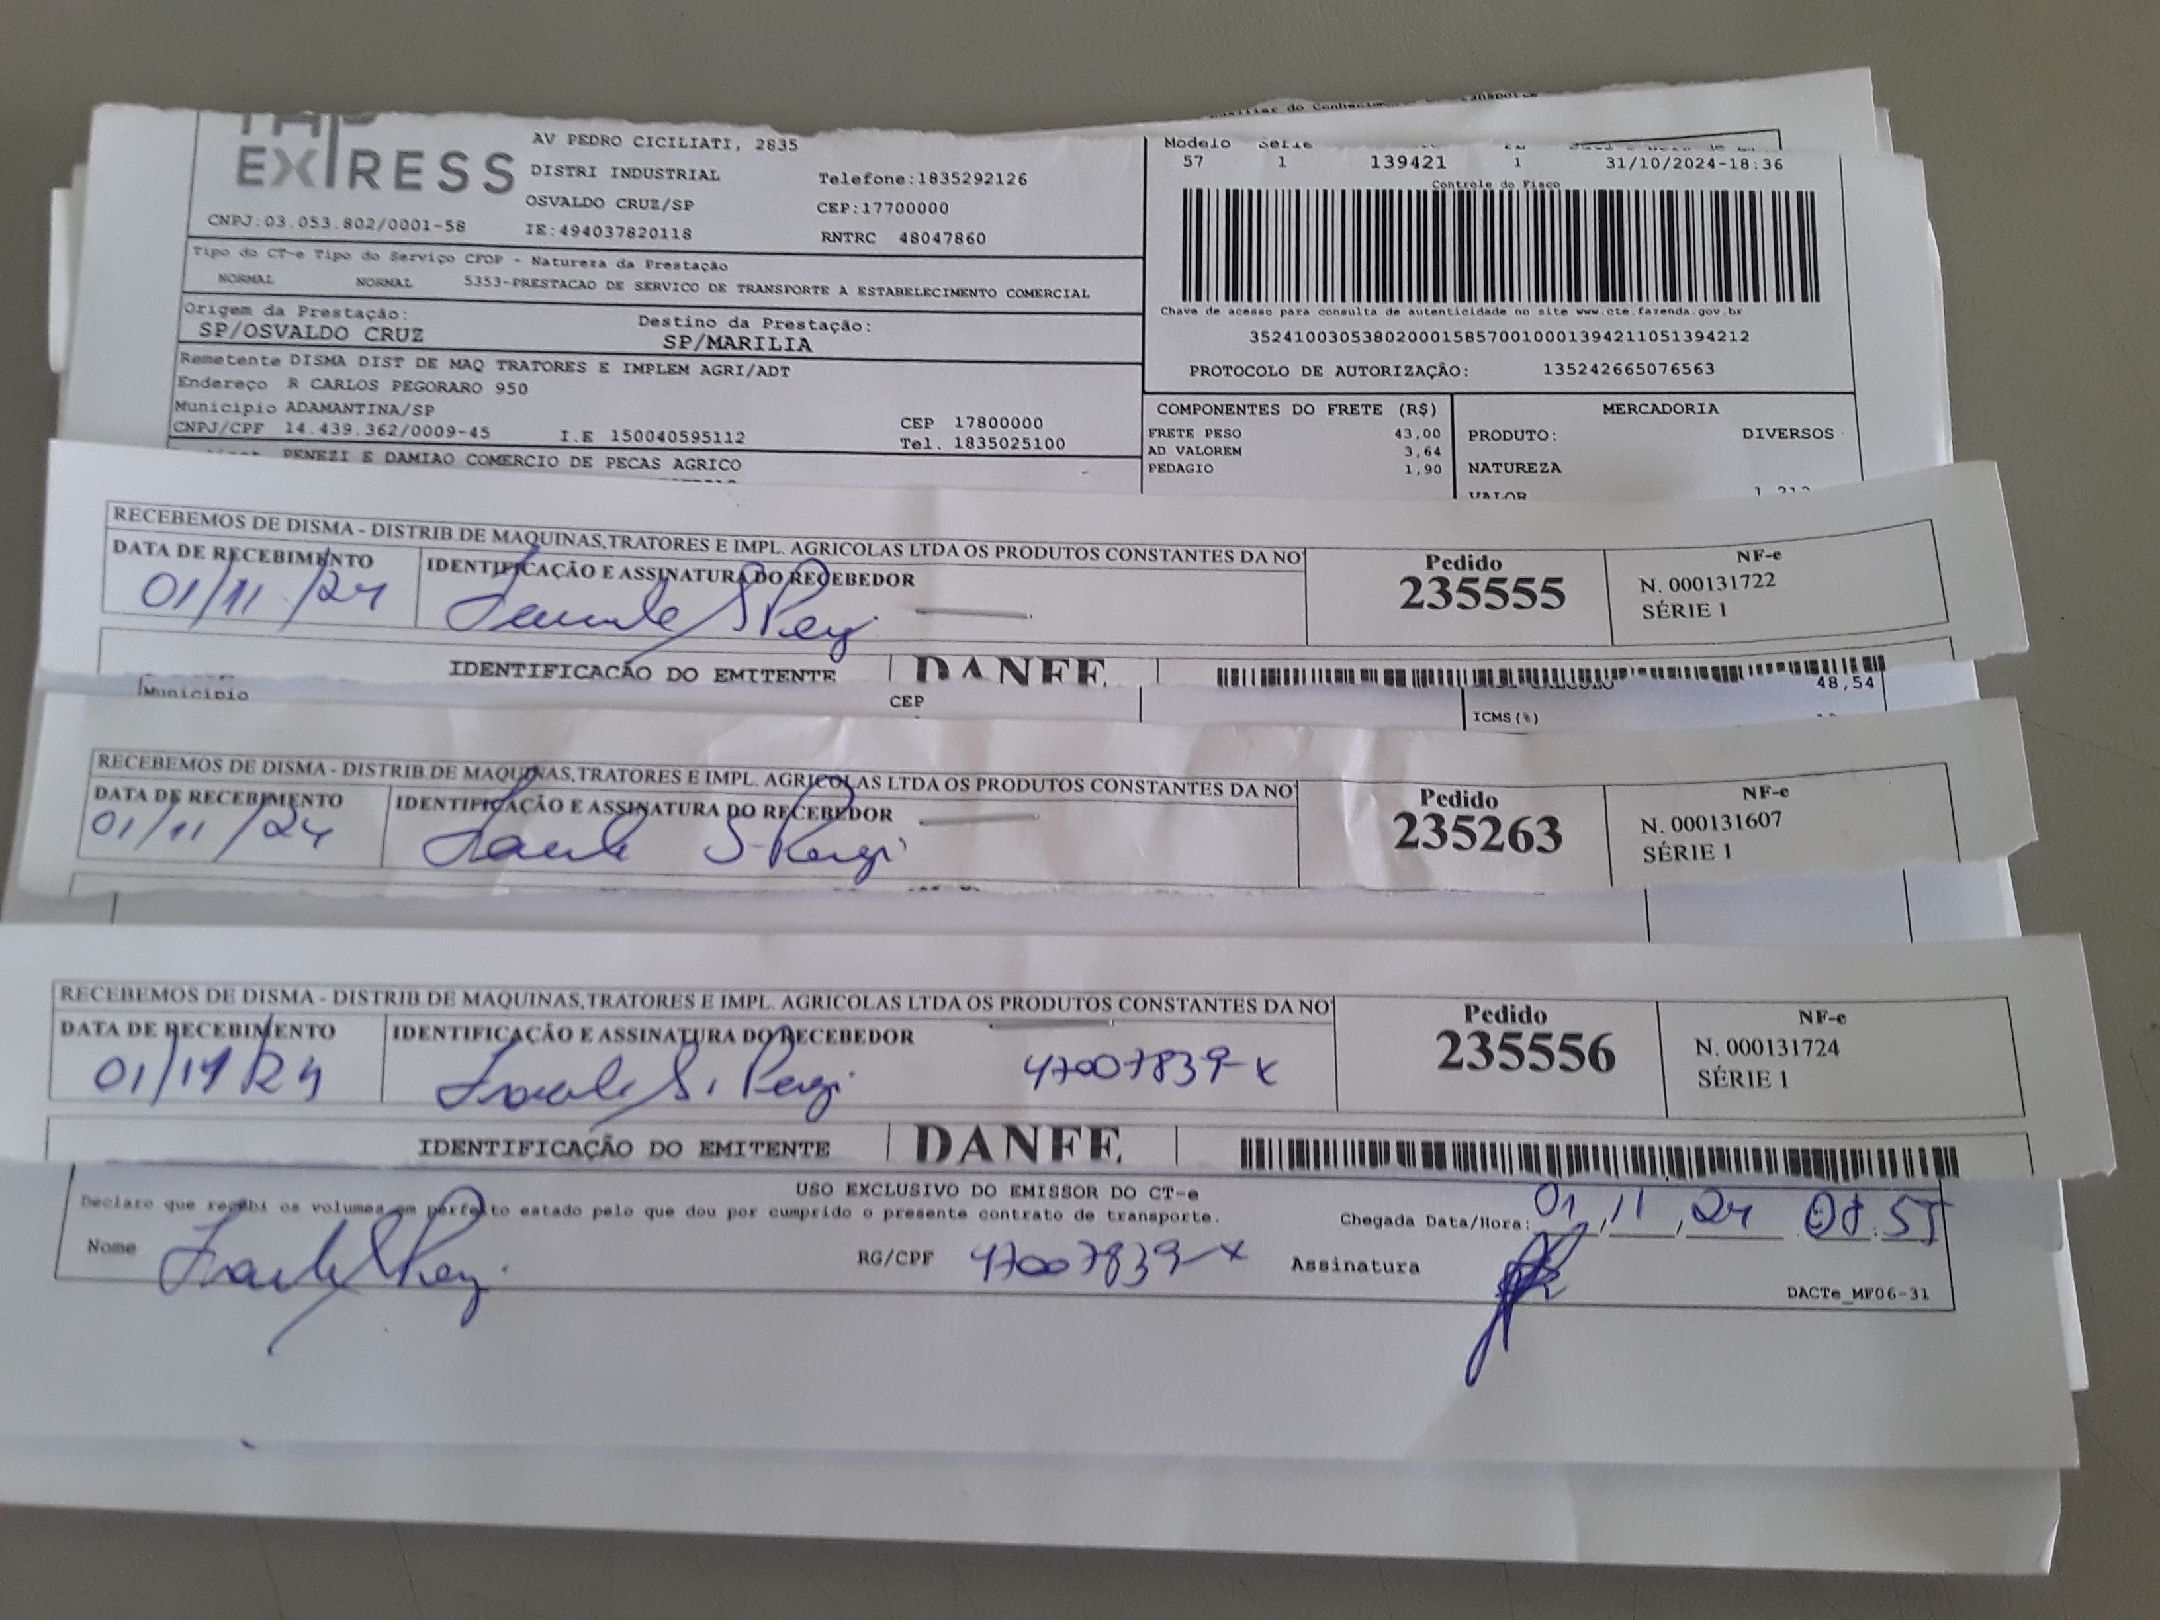 EXPRESS
AV PEDRO CICILIATI, 2835
DISTRI INDUSTRIAL
Telefone:1835292126
OSVALDO CRUZ/SP
CEP:17700000
CNPJ:03.053.802/0001-58
IE:494037820118
RNTRC 48047860
Tipo do CT-e Tipo do Serviço CFOP - Natureza da Prestação
NORMAL NORMAL 5353-PRESTACAO DE SERVICO DE TRANSPORTE A ESTABELECIMENTO COMERCIAL
Origem da Prestação:
SP/OSVALDO CRUZ
Destino da Prestação:
SP/MARILIA
Remetente DISMA DIST DE MAQ TRATORES E IMPLEM AGRI/ADT
Endereço R CARLOS PEGORARO 950
Municipio ADAMANTINA/SP
CEP 17800000
CNPJ/CPF 14.439.362/0009-45 I.E 150040595112 Tel. 1835025100
PENEZI E DAMIAO COMERCIO DE PECAS AGRICO
Modelo Serie
57 1 139421 1 31/10/2024-18:36
Controle do Fisco
Chave de acesso para consulta de autenticidade no site www.cte.fazenda.gov.br
35241003053802000158570010001394211051394212
PROTOCOLO DE AUTORIZAÇÃO: 135242665076563
COMPONENTES DO FRETE (R$)
FRETE PESO 43,00
AD VALOREM 3,64
PEDAGIO 1,90
MERCADORIA
PRODUTO: DIVERSOS
NATUREZA
VALOR
RECEBEMOS DE DISMA - DISTRIB DE MAQUINAS,TRATORES E IMPL. AGRICOLAS LTDA OS PRODUTOS CONSTANTES DA NO
DATA DE RECEBIMENTO
01/11/24
IDENTIFICAÇÃO E ASSINATURA DO RECEBEDOR
Pedido
235555
NF-e
N. 000131722
SÉRIE 1
IDENTIFICAÇÃO DO EMITENTE DANFE
48,54
Municipio CEP ICMS(%)
RECEBEMOS DE DISMA - DISTRIB DE MAQUINAS,TRATORES E IMPL. AGRICOLAS LTDA OS PRODUTOS CONSTANTES DA NO
DATA DE RECEBIMENTO
01/11/24
IDENTIFICAÇÃO E ASSINATURA DO RECEBEDOR
Pedido
235263
NF-e
N. 000131607
SÉRIE 1
RECEBEMOS DE DISMA - DISTRIB DE MAQUINAS,TRATORES E IMPL. AGRICOLAS LTDA OS PRODUTOS CONSTANTES DA NO
DATA DE RECEBIMENTO
01/11/24
IDENTIFICAÇÃO E ASSINATURA DO RECEBEDOR
47007839-x
Pedido
235556
NF-e
N. 000131724
SÉRIE 1
IDENTIFICAÇÃO DO EMITENTE DANFE
USO EXCLUSIVO DO EMISSOR DO CT-e
Declaro que recebi os volumes em perfeito estado pelo que dou por cumprido o presente contrato de transporte.
Chegada Data/Hora: 01/11/24 08:55
Nome
RG/CPF 47007839-x
Assinatura
DACTe_MF06-31